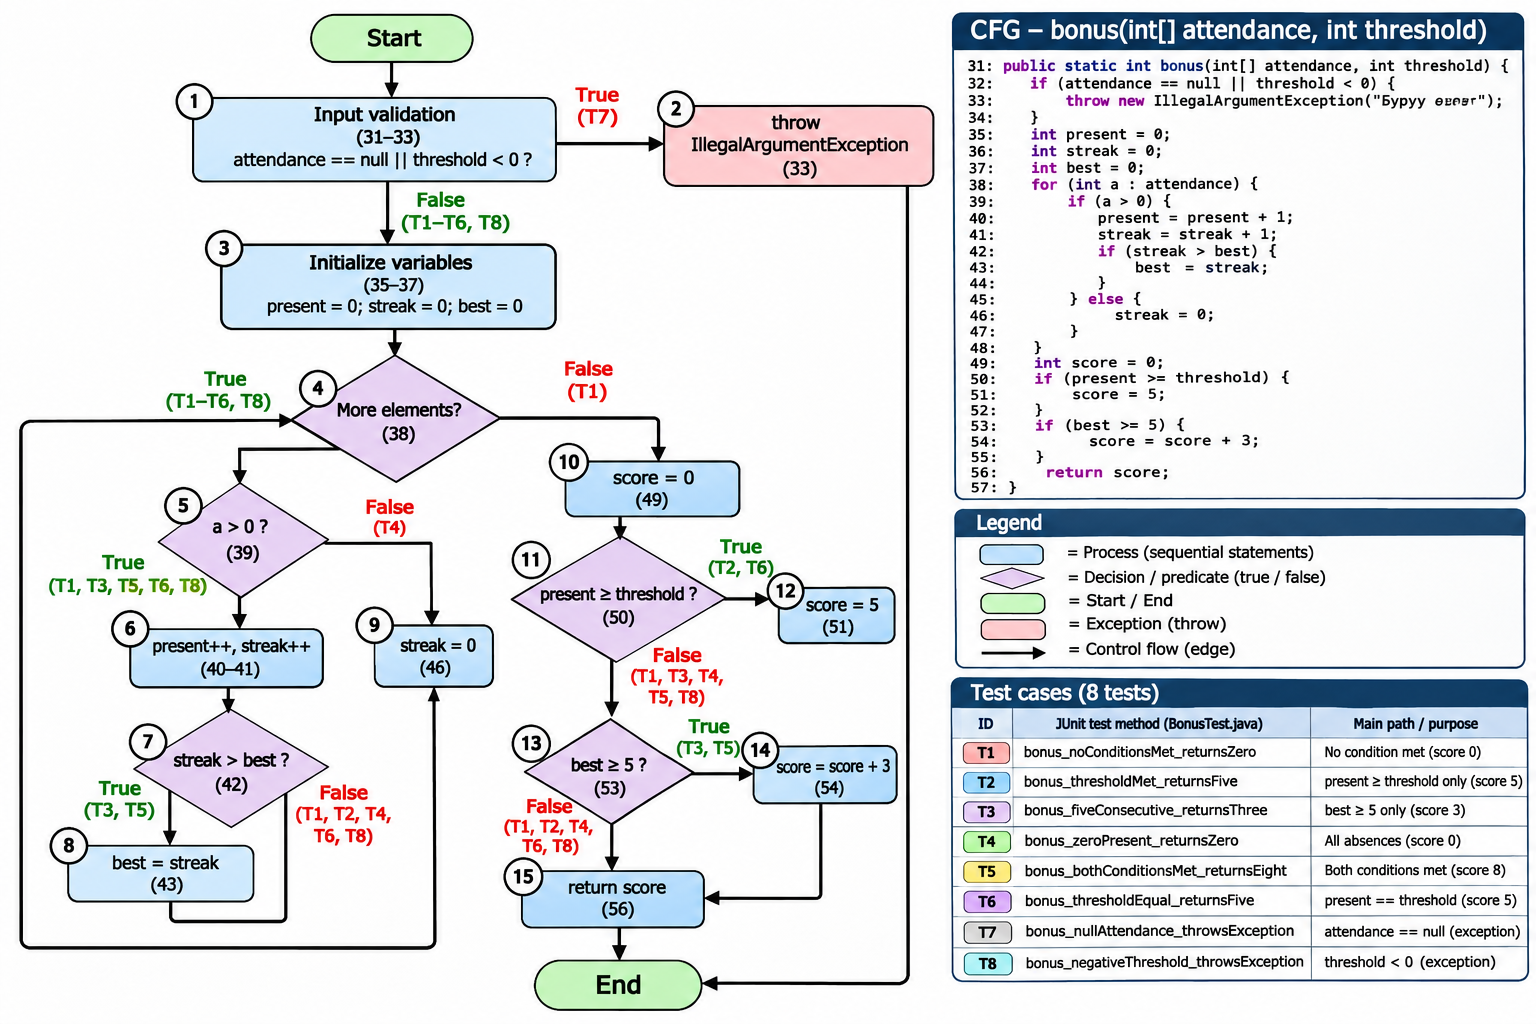 Start
1
Input validation
(31–33)
attendance == null || threshold < 0 ?
True
(T7)
2
throw
IllegalArgumentException
(33)
False
(T1–T6, T8)
3
Initialize variables
(35–37)
present = 0; streak = 0; best = 0
True
(T1–T6, T8)
4
More elements?
(38)
False
(T1)
5
a > 0 ?
(39)
False
(T4)
True
(T1, T3, T5, T6, T8)
6
present++, streak++
(40–41)
9
streak = 0
(46)
7
streak > best ?
(42)
True
(T3, T5)
False
(T1, T2, T4,
T6, T8)
8
best = streak
(43)
10
score = 0
(49)
11
present ≥ threshold ?
(50)
True
(T2, T6)
12
score = 5
(51)
False
(T1, T3, T4,
T5, T8)
13
best ≥ 5 ?
(53)
True
(T3, T5)
14
score = score + 3
(54)
False
(T1, T2, T4,
T6, T8)
15
return score
(56)
End
CFG – bonus(int[] attendance, int threshold)
31: public static int bonus(int[] attendance, int threshold) {
32: if (attendance == null || threshold < 0) {
33: throw new IllegalArgumentException("Буруу");
34: }
35: int present = 0;
36: int streak = 0;
37: int best = 0;
38: for (int a : attendance) {
39: if (a > 0) {
40: present = present + 1;
41: streak = streak + 1;
42: if (streak > best) {
43: best = streak;
44: }
45: } else {
46: streak = 0;
47: }
48: }
49: int score = 0;
50: if (present >= threshold) {
51: score = 5;
52: }
53: if (best >= 5) {
54: score = score + 3;
55: }
56: return score;
57: }
Legend
= Process (sequential statements)
= Decision / predicate (true / false)
= Start / End
= Exception (throw)
= Control flow (edge)
Test cases (8 tests)
ID JUnit test method (BonusTest.java) Main path / purpose
T1 bonus_noConditionsMet_returnsZero No condition met (score 0)
T2 bonus_thresholdMet_returnsFive present ≥ threshold only (score 5)
T3 bonus_fiveConsecutive_returnsThree best ≥ 5 only (score 3)
T4 bonus_zeroPresent_returnsZero All absences (score 0)
T5 bonus_bothConditionsMet_returnsEight Both conditions met (score 8)
T6 bonus_thresholdEqual_returnsFive present == threshold (score 5)
T7 bonus_nullAttendance_throwsException attendance == null (exception)
T8 bonus_negativeThreshold_throwsException threshold < 0 (exception)